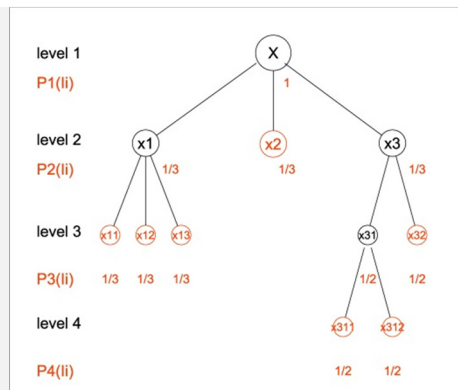 level 1
X
P1(li)
1
level 2
x1
x2
x3
P2(li)
1/3
1/3
1/3
level 3
x11
x12
x13
x31
x32
P3(li)
1/3
1/3
1/3
1/2
1/2
level 4
x311
x312
P4(li)
1/2
1/2